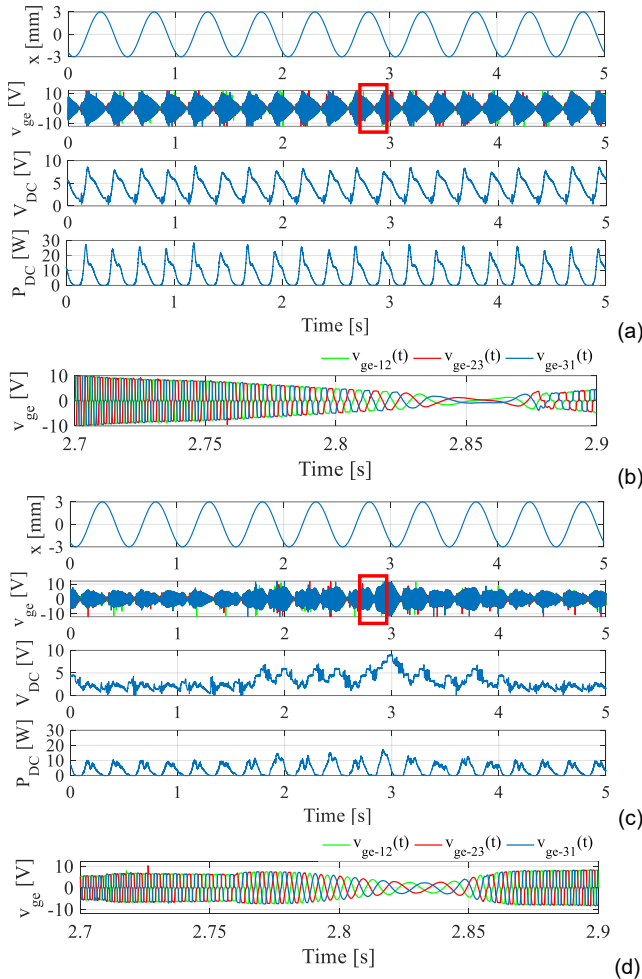 x [mm]
3
0
-3
0 1 2 3 4 5
v_ge [V]
10
0
-10
0 1 2 3 4 5
V_DC [V]
10
5
0
0 1 2 3 4 5
P_DC [W]
30
20
10
0
0 1 2 3 4 5
Time [s]
(a)
v_ge-12(t) v_ge-23(t) v_ge-31(t)
v_ge [V]
10
0
-10
2.7 2.75 2.8 2.85 2.9
Time [s]
(b)
x [mm]
3
0
-3
0 1 2 3 4 5
v_ge [V]
10
0
-10
0 1 2 3 4 5
V_DC [V]
10
5
0
0 1 2 3 4 5
P_DC [W]
30
20
10
0
0 1 2 3 4 5
Time [s]
(c)
v_ge-12(t) v_ge-23(t) v_ge-31(t)
v_ge [V]
10
0
-10
2.7 2.75 2.8 2.85 2.9
Time [s]
(d)